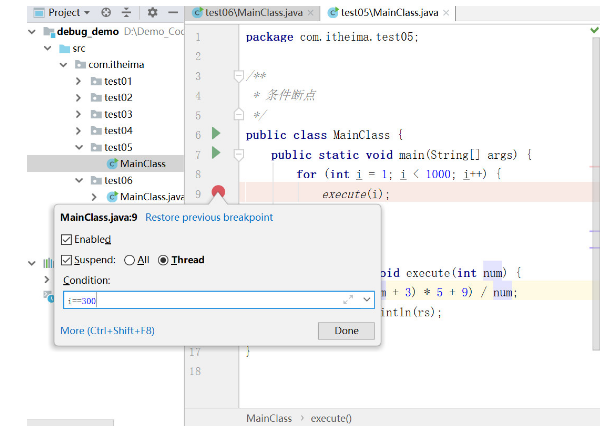 Project
test06\MainClass.java
test05\MainClass.java
debug_demo D:\Demo_Coo
src
com.itheima
test01
test02
test03
test04
test05
MainClass
test06
MainClass.java
1 package com.itheima.test05;
2
3 /**
4 * 条件断点
5 */
6 public class MainClass {
7 public static void main(String[] args) {
8 for (int i = 1; i < 1000; i++) {
9 execute(i);
MainClass.java:9 Restore previous breakpoint
Enabled
Suspend: All Thread
Condition:
i==300
More (Ctrl+Shift+F8)
Done
oid execute(int num) {
m + 3) * 5 + 9) / num;
intln(rs);
17 }
18
MainClass › execute()